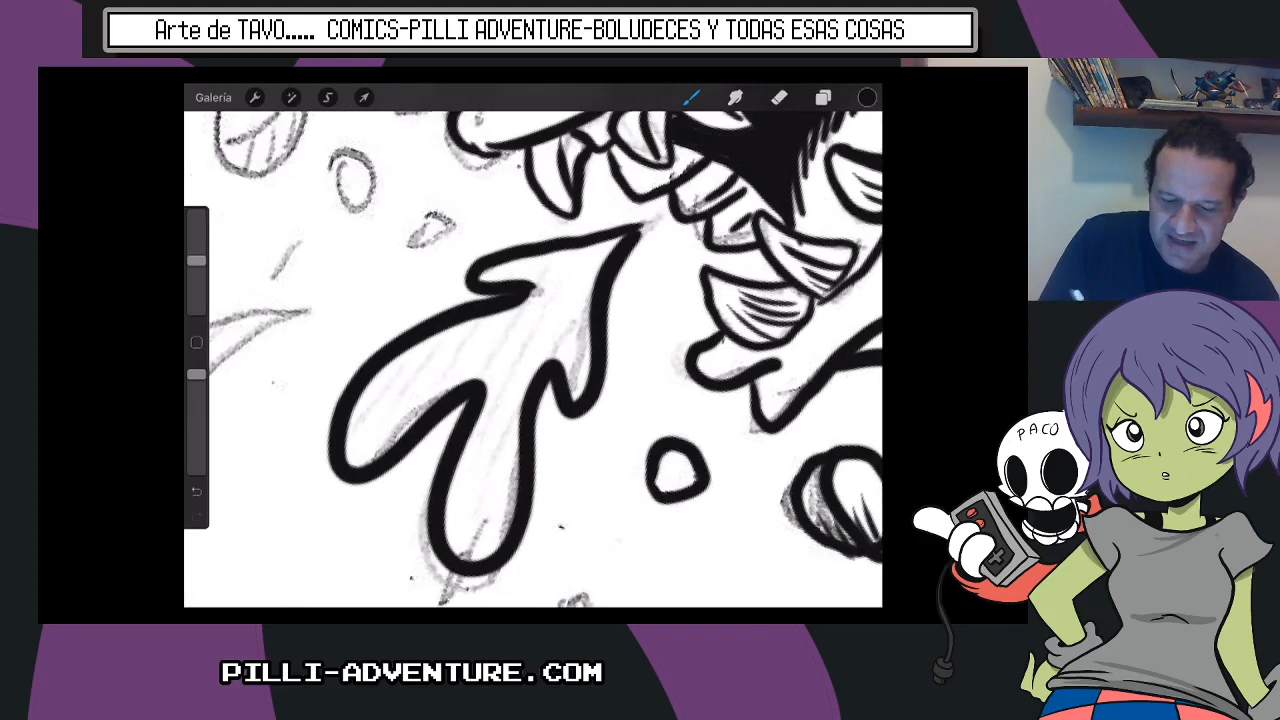 Arte de TAVO..... COMICS-PILLI ADVENTURE-BOLUDECES Y TODAS ESAS COSAS
Galería
PACO
PILLI-ADVENTURE.COM